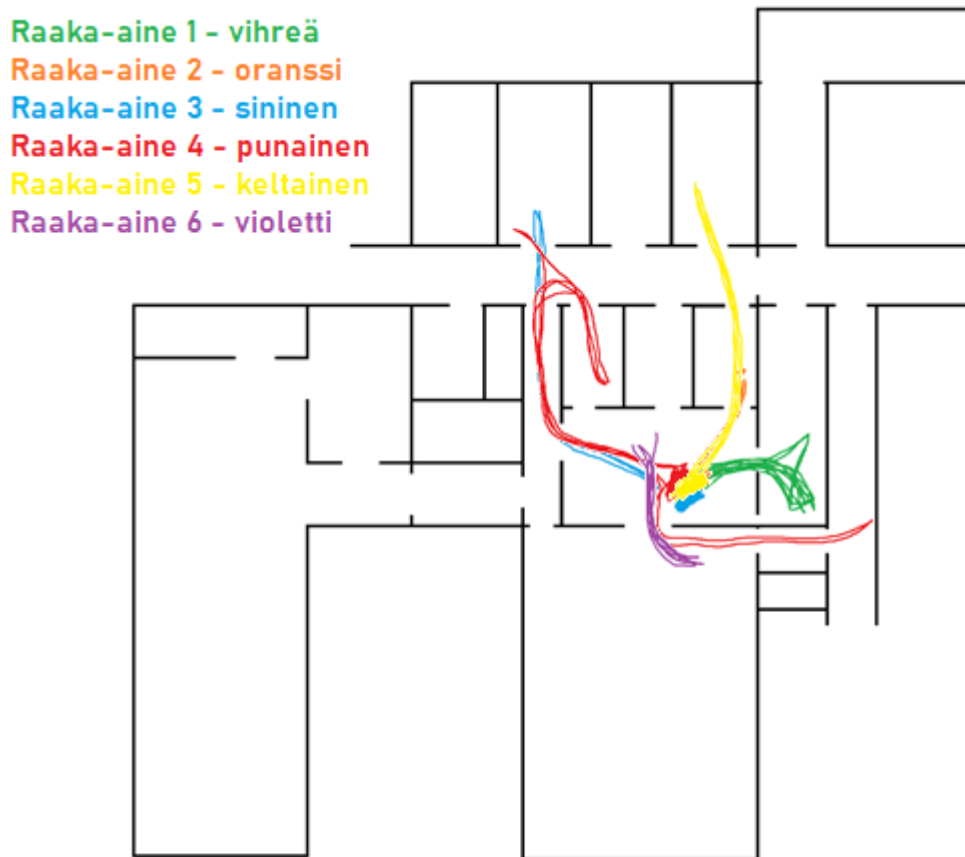 Raaka-aine 1 - vihreä
Raaka-aine 2 - oranssi
Raaka-aine 3 - sininen
Raaka-aine 4 - punainen
Raaka-aine 5 - keltainen
Raaka-aine 6 - violetti